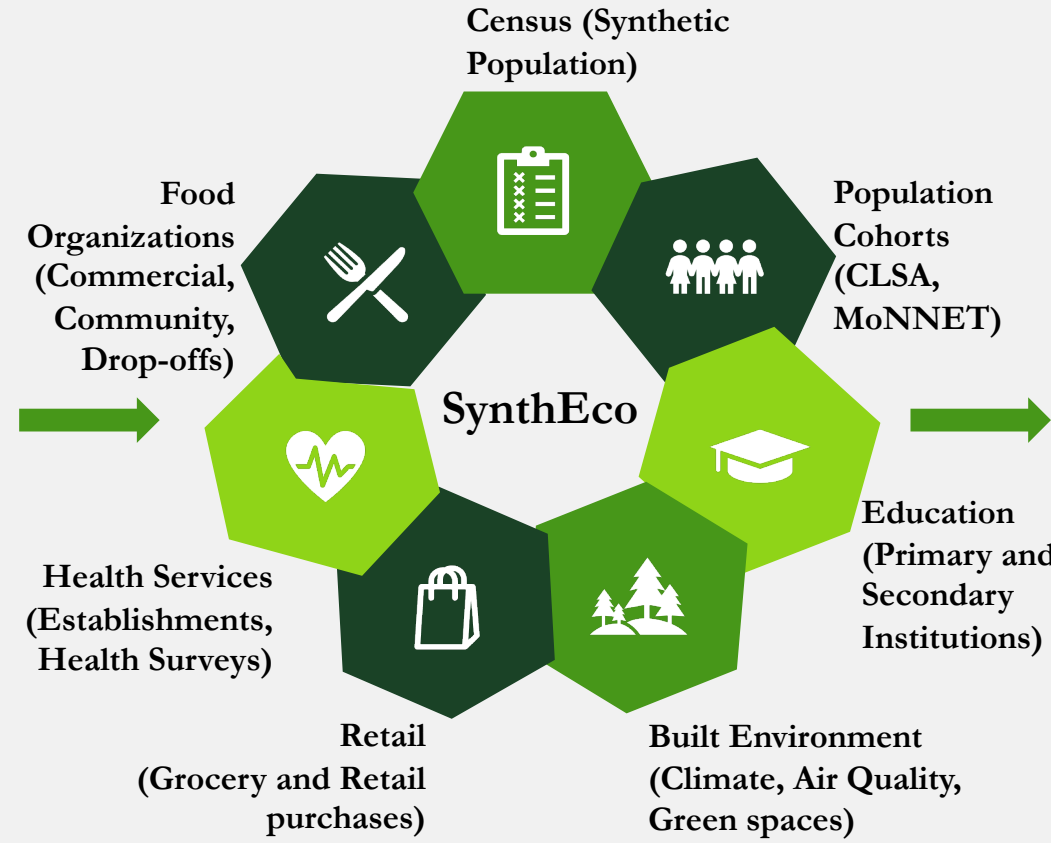 Census (Synthetic
Population)
Food
Organizations
(Commercial,
Community,
Drop-offs)
Population
Cohorts
(CLSA,
MoNNET)
SynthEco
Health Services
(Establishments,
Health Surveys)
Education
(Primary and
Secondary
Institutions)
Retail
(Grocery and Retail
purchases)
Built Environment
(Climate, Air Quality,
Green spaces)